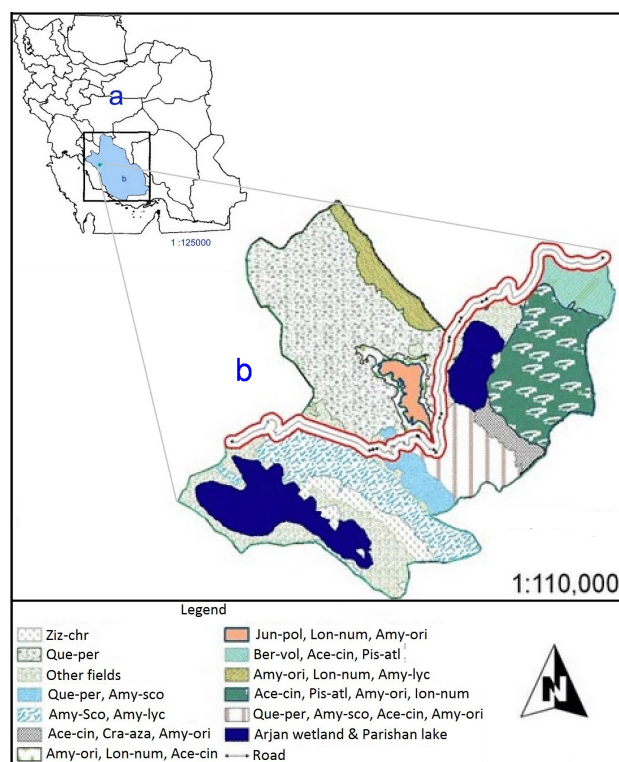 a
b
1 :125000
b
1:110,000
Legend
Ziz-chr
Jun-pol, Lon-num, Amy-ori
Que-per
Ber-vol, Ace-cin, Pis-atl
Other fields
Amy-ori, Lon-num, Amy-lyc
Que-per, Amy-sco
Ace-cin, Pis-atl, Amy-ori, lon-num
Amy-Sco, Amy-lyc
Que-per, Amy-sco, Ace-cin, Amy-ori
Ace-cin, Cra-aza, Amy-ori
Arjan wetland & Parishan lake
Amy-ori, Lon-num, Ace-cin
Road
N